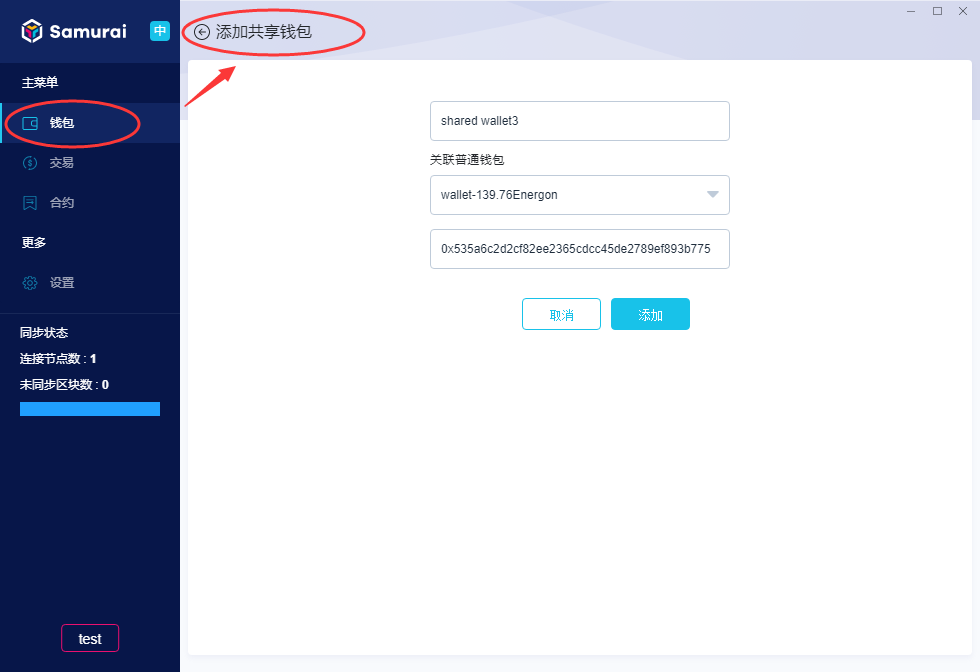 Samurai
中
主菜单
钱包
交易
合约
更多
设置
同步状态
连接节点数 : 1
未同步区块数 : 0
test
添加共享钱包
shared wallet3
关联普通钱包
wallet-139.76Energon
0x535a6c2d2cf82ee2365cdcc45de2789ef893b775
取消
添加